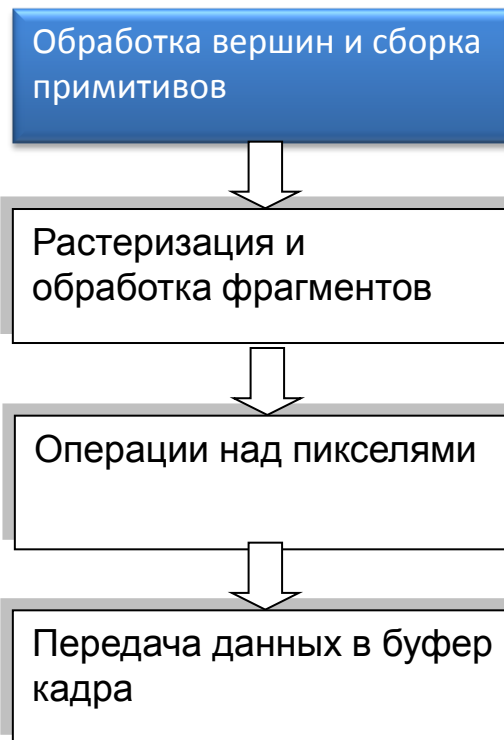 Обработка вершин и сборка
примитивов
Растеризация и
обработка фрагментов
Операции над пикселями
Передача данных в буфер
кадра